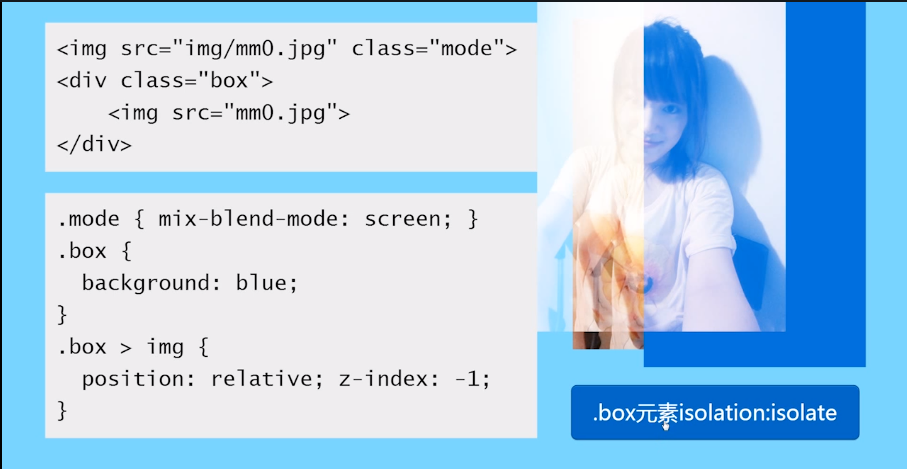 <img src="img/mm0.jpg" class="mode">
<div class="box">
    <img src="mm0.jpg">
</div>
.mode { mix-blend-mode: screen; }
.box {
  background: blue;
}
.box > img {
  position: relative; z-index: -1;
}
.box元素isolation:isolate